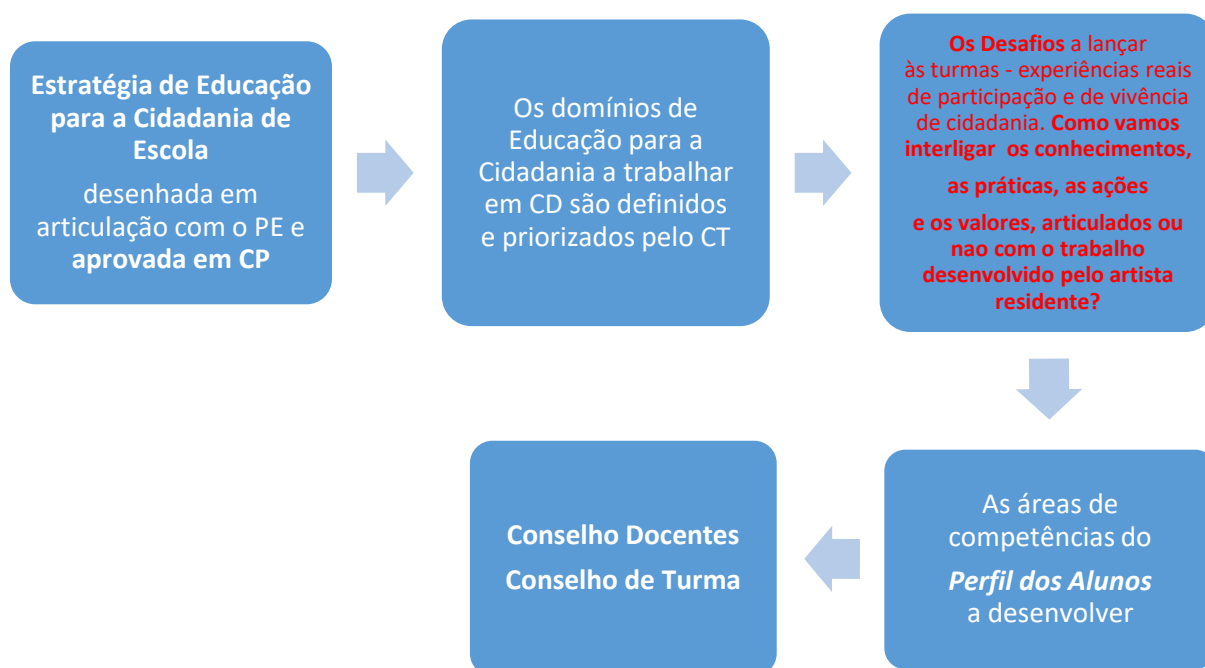 Estratégia de Educação
para a Cidadania de
Escola
desenhada em
articulação com o PE e
aprovada em CP
Os domínios de
Educação para a
Cidadania a trabalhar
em CD são definidos
e priorizados pelo CT
Os Desafios a lançar
às turmas - experiências reais
de participação e de vivência
de cidadania. Como vamos
interligar os conhecimentos,
as práticas, as ações
e os valores, articulados ou
nao com o trabalho
desenvolvido pelo artista
residente?
As áreas de
competências do
Perfil dos Alunos
a desenvolver
Conselho Docentes
Conselho de Turma